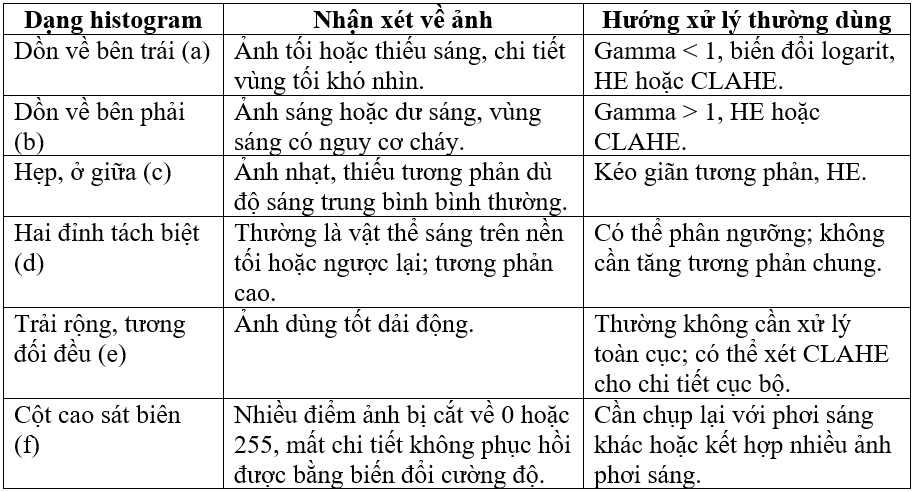 Dạng histogram
Nhận xét về ảnh
Hướng xử lý thường dùng
Dồn về bên trái (a)
Ảnh tối hoặc thiếu sáng, chi tiết
vùng tối khó nhìn.
Gamma < 1, biến đổi logarit,
HE hoặc CLAHE.
Dồn về bên phải
(b)
Ảnh sáng hoặc dư sáng, vùng
sáng có nguy cơ cháy.
Gamma > 1, HE hoặc
CLAHE.
Hẹp, ở giữa (c)
Ảnh nhạt, thiếu tương phản dù
độ sáng trung bình bình thường.
Kéo giãn tương phản, HE.
Hai đỉnh tách biệt
(d)
Thường là vật thể sáng trên nền
tối hoặc ngược lại; tương phản
cao.
Có thể phân ngưỡng; không
cần tăng tương phản chung.
Trải rộng, tương
đối đều (e)
Ảnh dùng tốt dải động.
Thường không cần xử lý
toàn cục; có thể xét CLAHE
cho chi tiết cục bộ.
Cột cao sát biên
(f)
Nhiều điểm ảnh bị cắt về 0 hoặc
255, mất chi tiết không phục hồi
được bằng biến đổi cường độ.
Cần chụp lại với phơi sáng
khác hoặc kết hợp nhiều ảnh
phơi sáng.